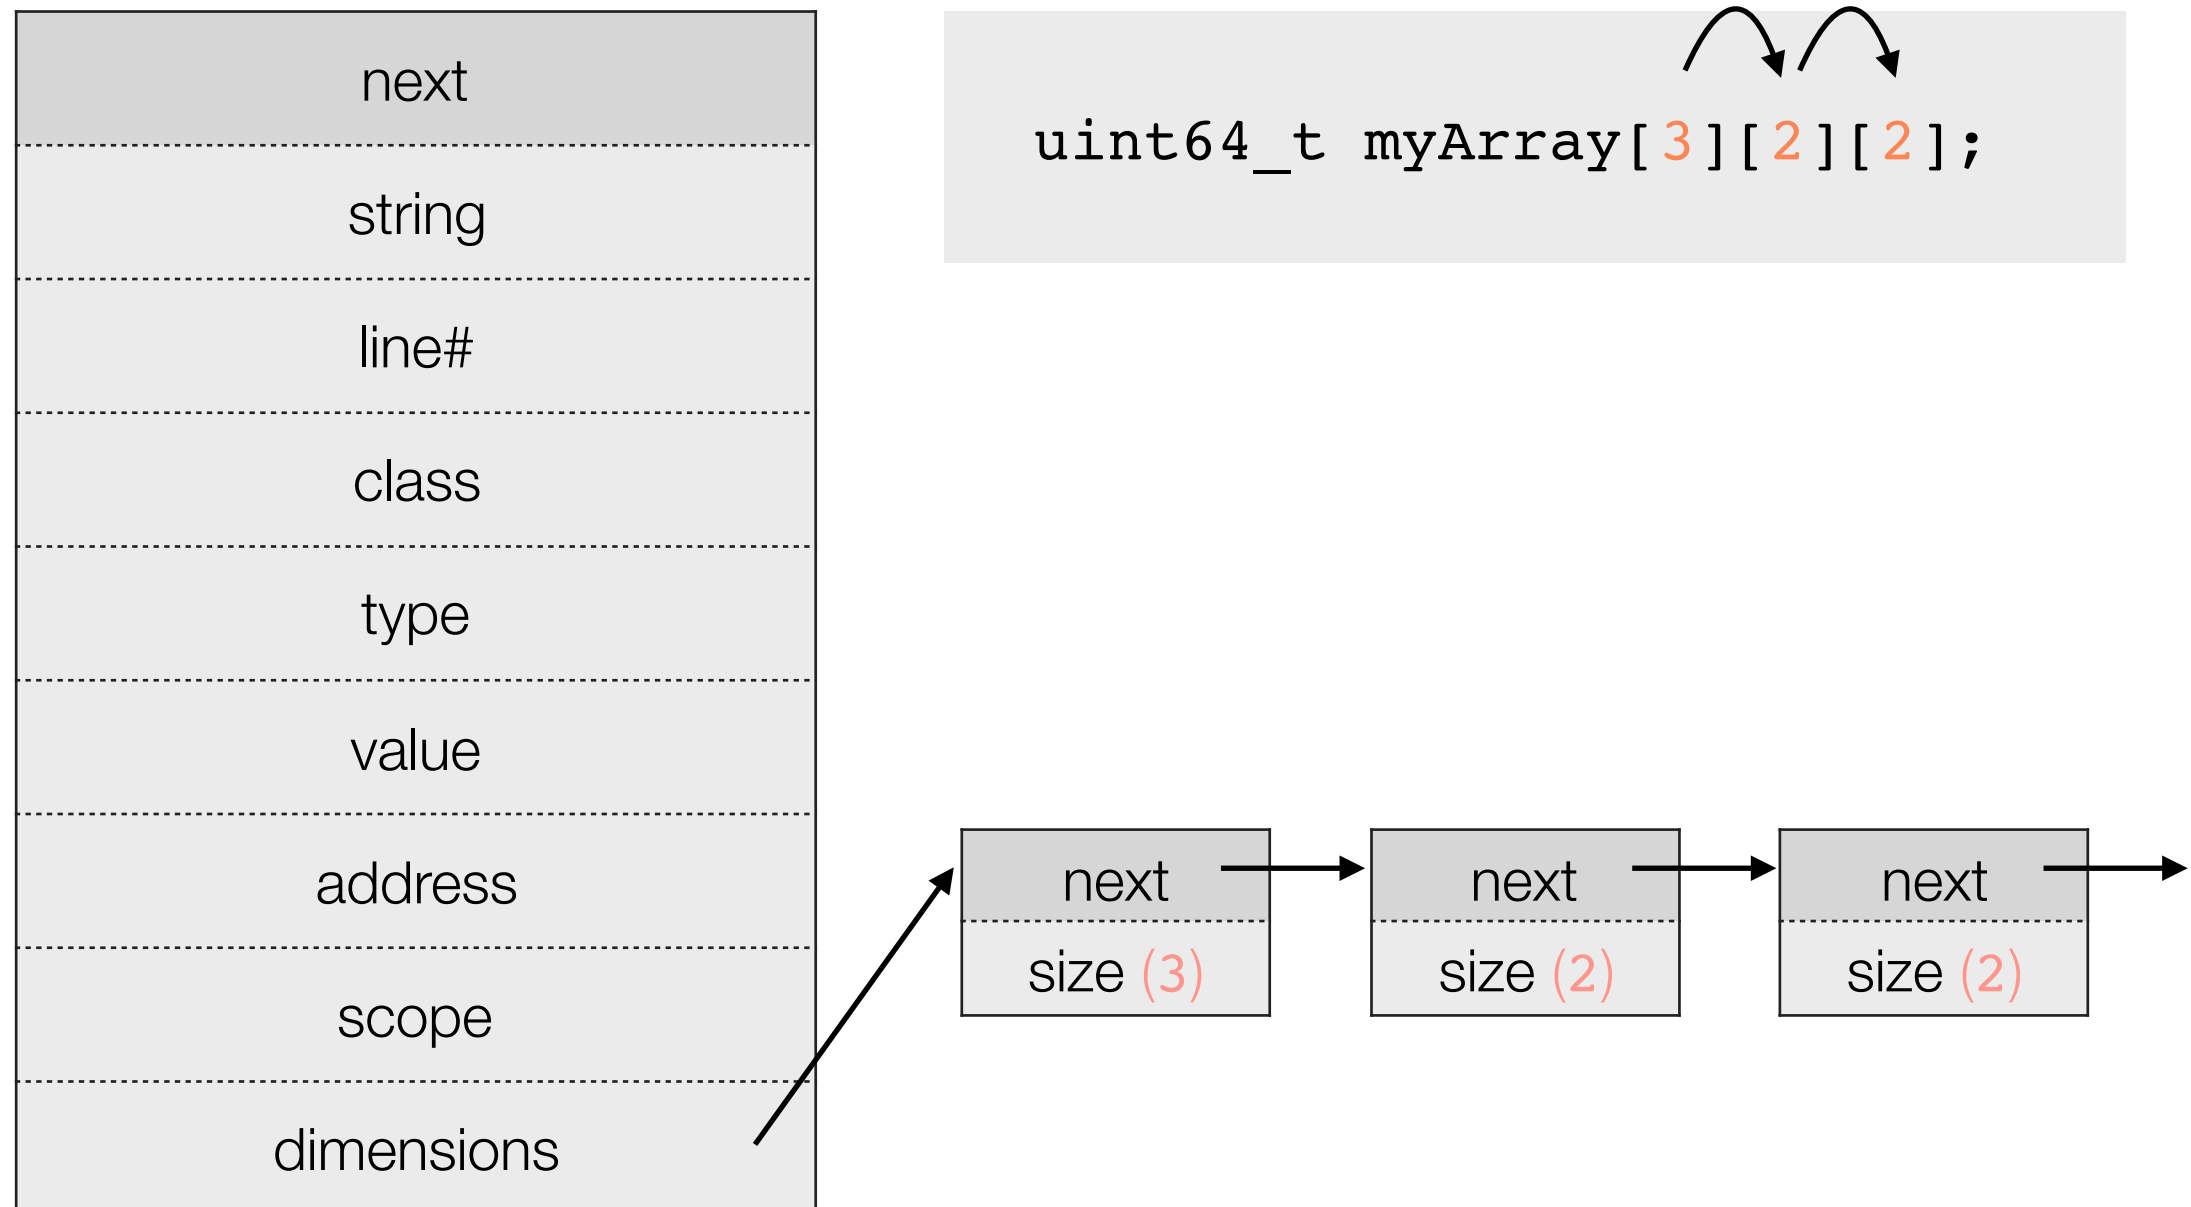 next
string
line#
class
type
value
address
scope
dimensions
uint64_t myArray[3][2][2];
next
size (3)
next
size (2)
next
size (2)